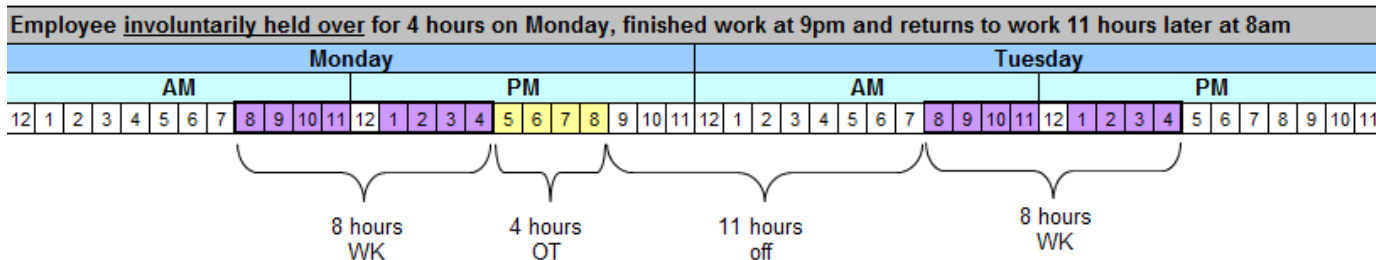 Employee involuntarily held over for 4 hours on Monday, finished work at 9pm and returns to work 11 hours later at 8am
Monday Tuesday
AM PM AM PM
12 1 2 3 4 5 6 7 8 9 10 11 12 1 2 3 4 5 6 7 8 9 10 11 12 1 2 3 4 5 6 7 8 9 10 11 12 1 2 3 4 5 6 7 8 9 10 11
8 hours 4 hours 11 hours 8 hours
WK OT off WK